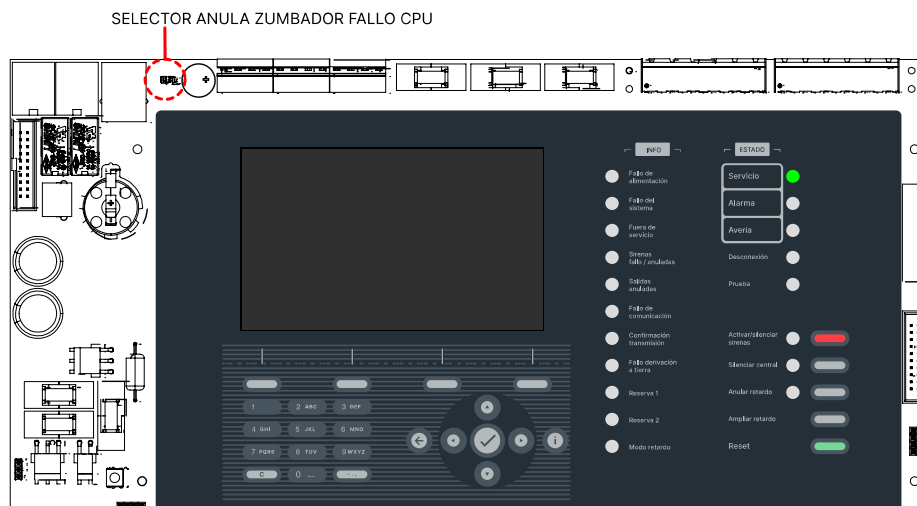 SELECTOR ANULA ZUMBADOR FALLO CPU
INFO
Fallo de
alimentación
Fallo del
sistema
Fuera de
servicio
Sirenas
fallo / anuladas
Salidas
anuladas
Fallo de
comunicación
Confirmación
transmisión
Fallo derivación
a tierra
Reserva 1
Reserva 2
Modo retardo
ESTADO
Servicio
Alarma
Avería
Desconexión
Prueba
Activar/silenciar
sirenas
Silenciar central
Anular retardo
Ampliar retardo
Reset
1
2 ABC
3 DEF
4 GHI
5 JKL
6 MNO
7 PQRS
8 TUV
9 WXYZ
C
0